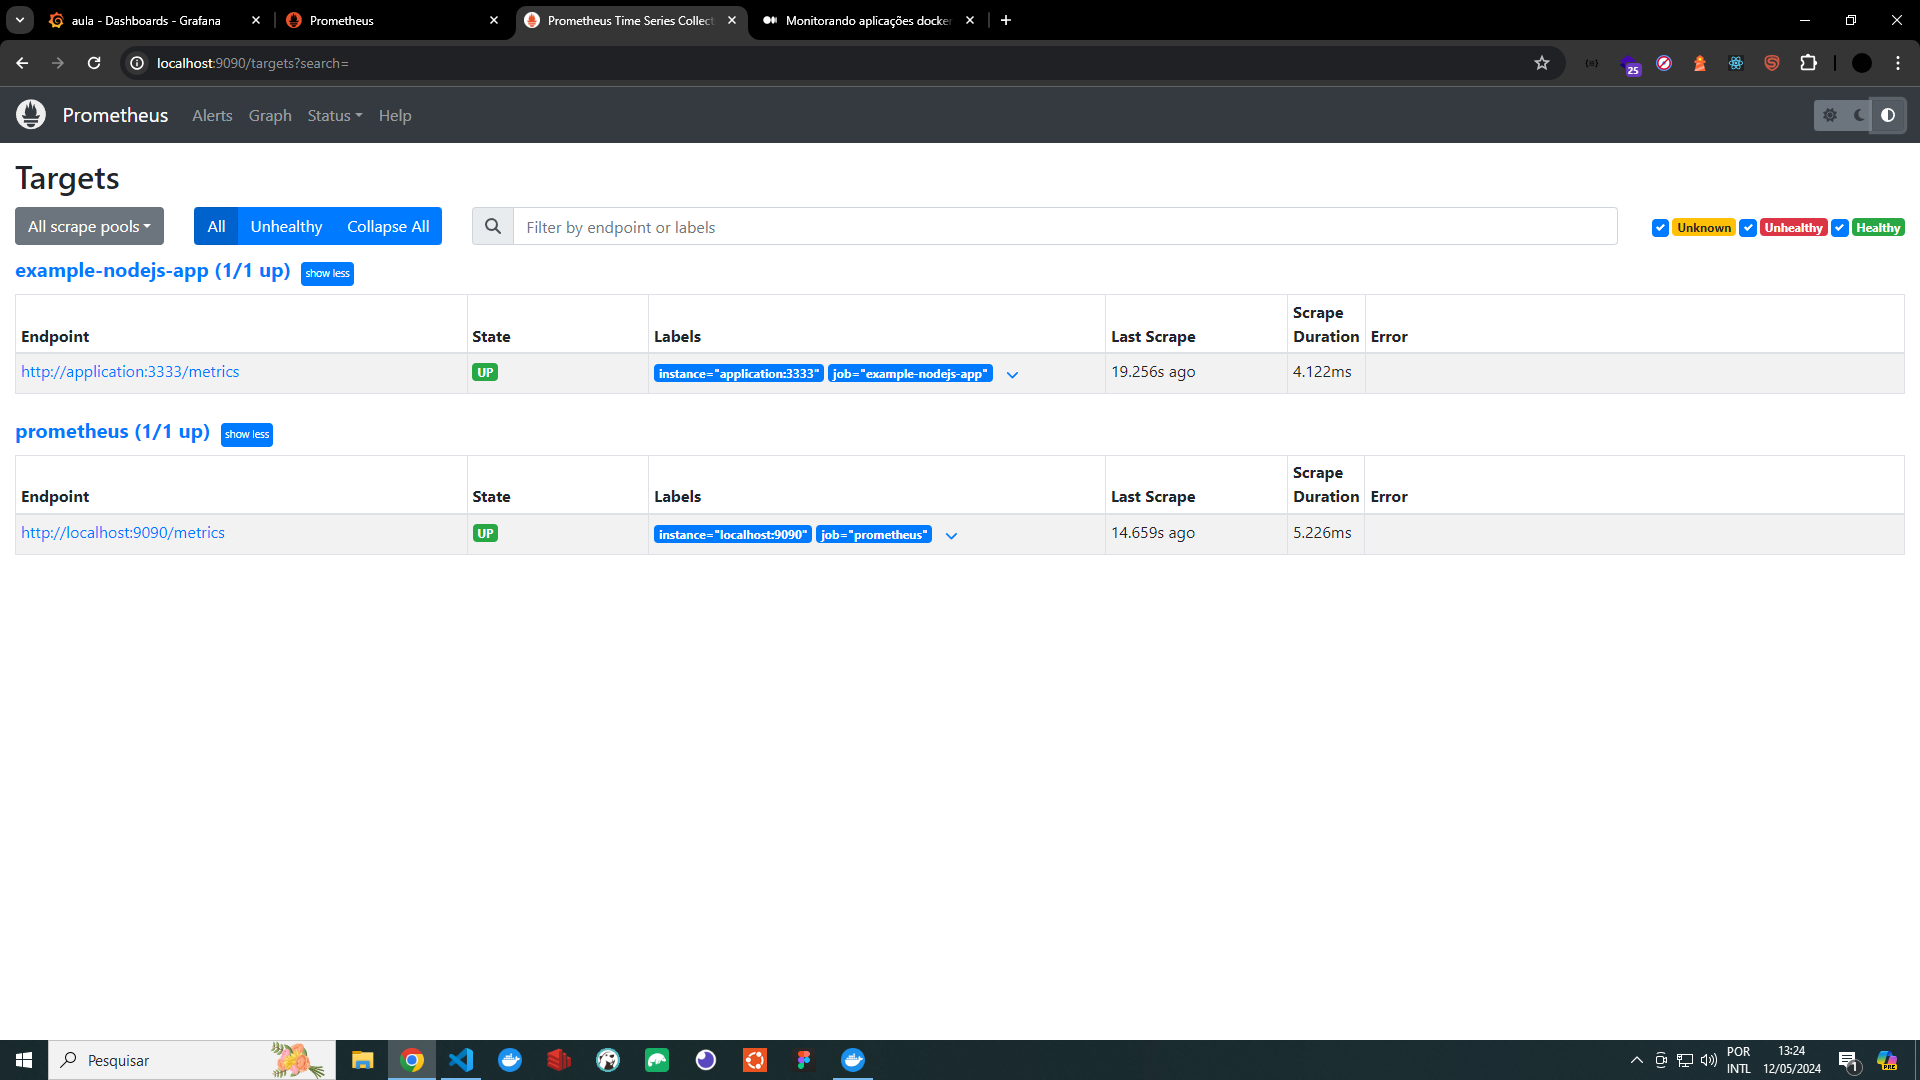 aula - Dashboards - Grafana
Prometheus
Prometheus Time Series Collect
Monitorando aplicações docker
localhost:9090/targets?search=
25
Prometheus Alerts Graph Status Help
Targets
All scrape pools
All Unhealthy Collapse All
Filter by endpoint or labels
Unknown Unhealthy Healthy
example-nodejs-app (1/1 up) show less
Endpoint State Labels Last Scrape Scrape Duration Error
http://application:3333/metrics UP instance="application:3333" job="example-nodejs-app" 19.256s ago 4.122ms
prometheus (1/1 up) show less
Endpoint State Labels Last Scrape Scrape Duration Error
http://localhost:9090/metrics UP instance="localhost:9090" job="prometheus" 14.659s ago 5.226ms
Pesquisar
POR
INTL
13:24
12/05/2024
1
PRE